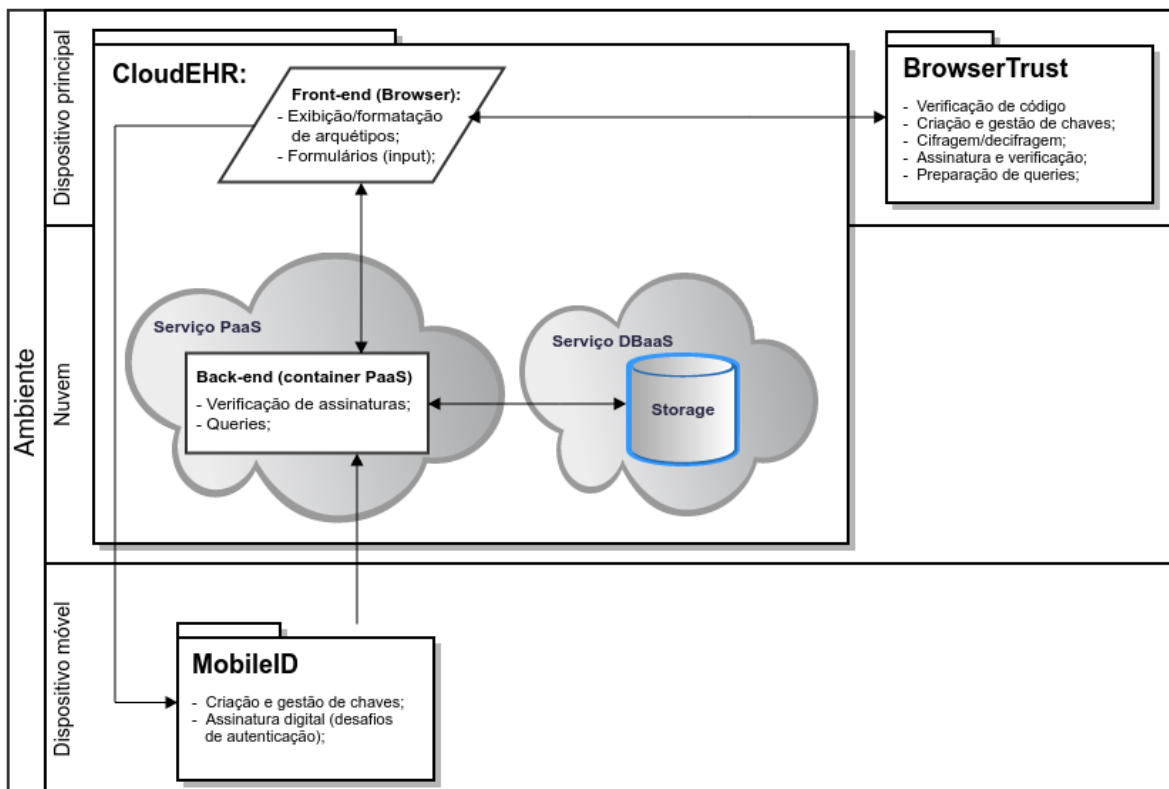 Ambiente
Dispositivo principal
CloudEHR:
Front-end (Browser):
- Exibição/formatação
de arquétipos;
- Formulários (input);
BrowserTrust
- Verificação de código
- Criação e gestão de chaves;
- Cifragem/decifragem;
- Assinatura e verificação;
- Preparação de queries;
Nuvem
Serviço PaaS
Back-end (container PaaS)
- Verificação de assinaturas;
- Queries;
Serviço DBaaS
Storage
Dispositivo móvel
MobileID
- Criação e gestão de chaves;
- Assinatura digital (desafios
de autenticação);